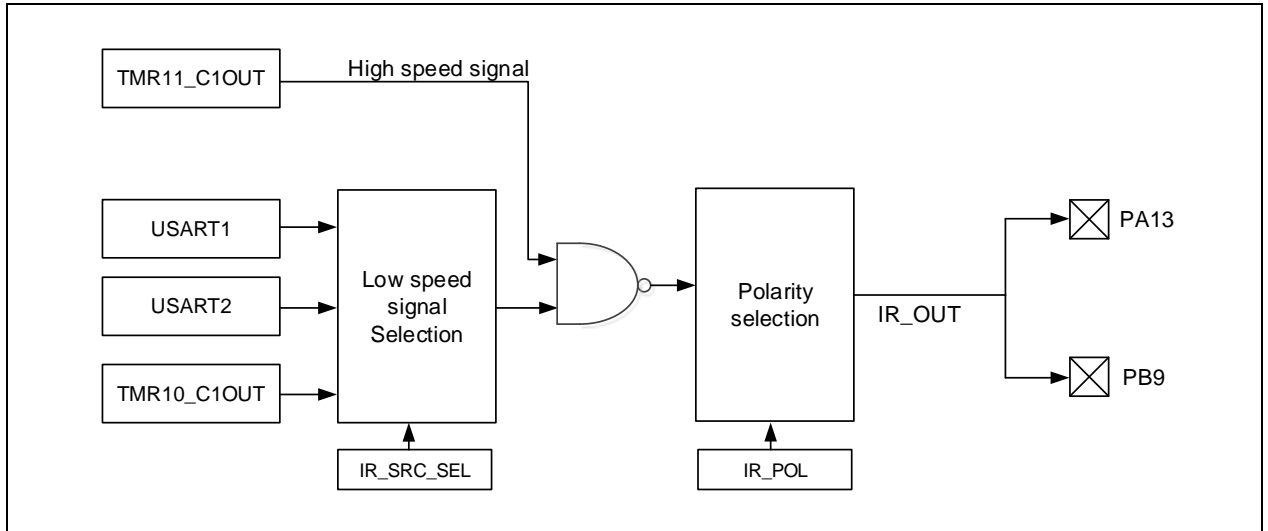 TMR11_C1OUT
High speed signal
USART1
USART2
TMR10_C1OUT
Low speed
signal
Selection
IR_SRC_SEL
Polarity
selection
IR_POL
IR_OUT
PA13
PB9